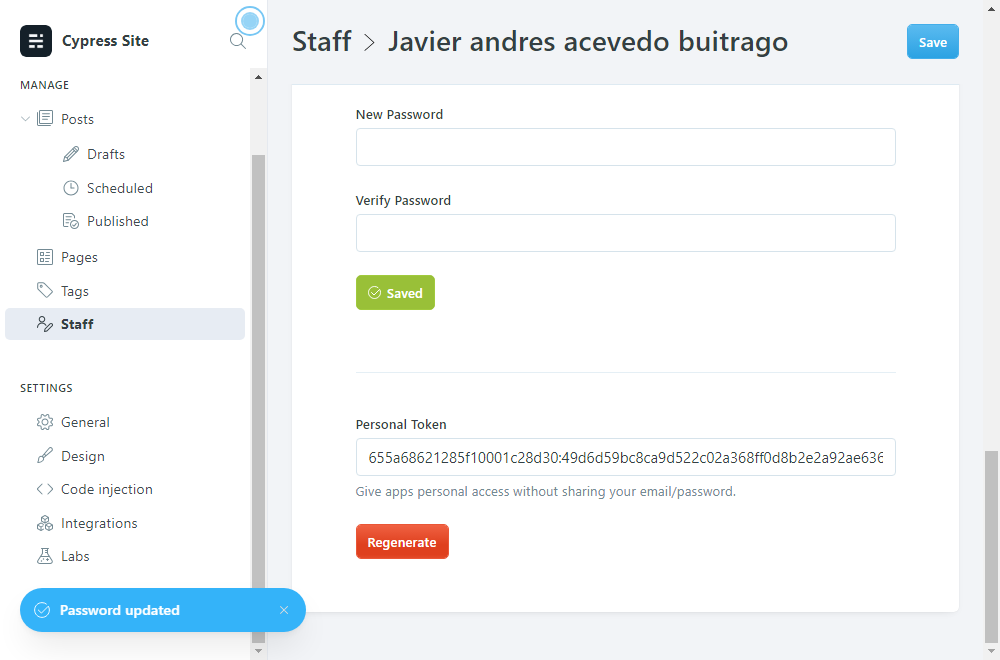 Cypress Site
MANAGE
Posts
Drafts
Scheduled
Published
Pages
Tags
Staff
SETTINGS
General
Design
Code injection
Integrations
Labs
Password updated
Staff > Javier andres acevedo buitrago
Save
New Password
Verify Password
Saved
Personal Token
655a68621285f10001c28d30:49d6d59bc8ca9d522c02a368ff0d8b2e2a92ae636
Give apps personal access without sharing your email/password.
Regenerate